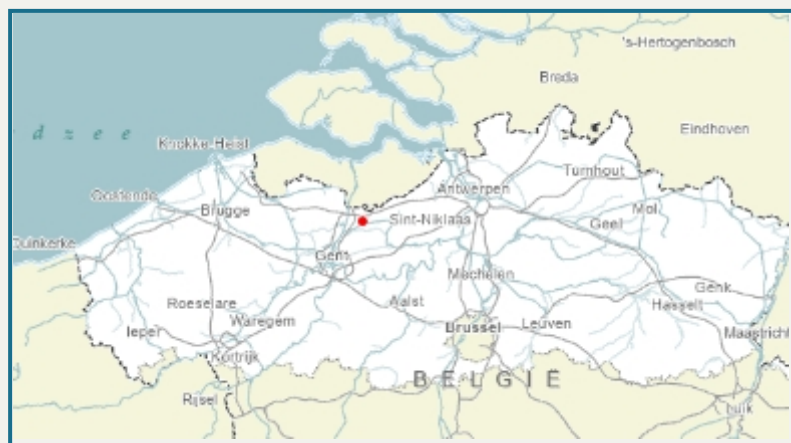 's-Hertogenbosch
Breda
Eindhoven
d z e e
Knokke-Heist
Turnhout
Oostende
Antwerpen
Mol
Brugge
Sint-Niklaas
Geel
Duinkerke
Gent
Mechelen
Genk
Roeselare
Aalst
Hasselt
Ieper
Waregem
Brussel
Leuven
Maastricht
Kortrijk
BELGIË
Rijsel
Luik